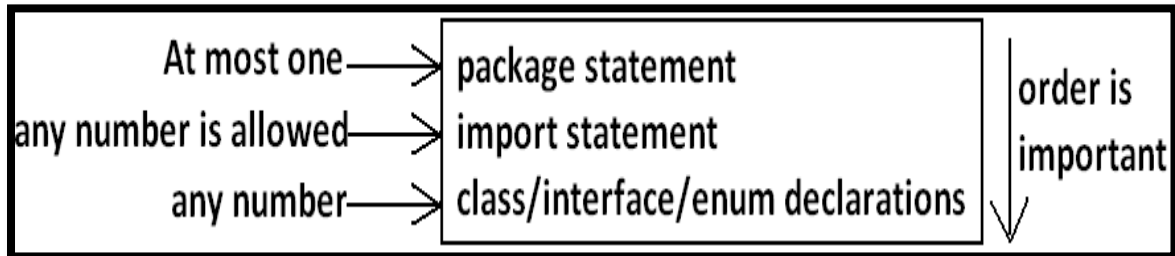 At most one package statement
any number is allowed import statement
any number class/interface/enum declarations
order is
important